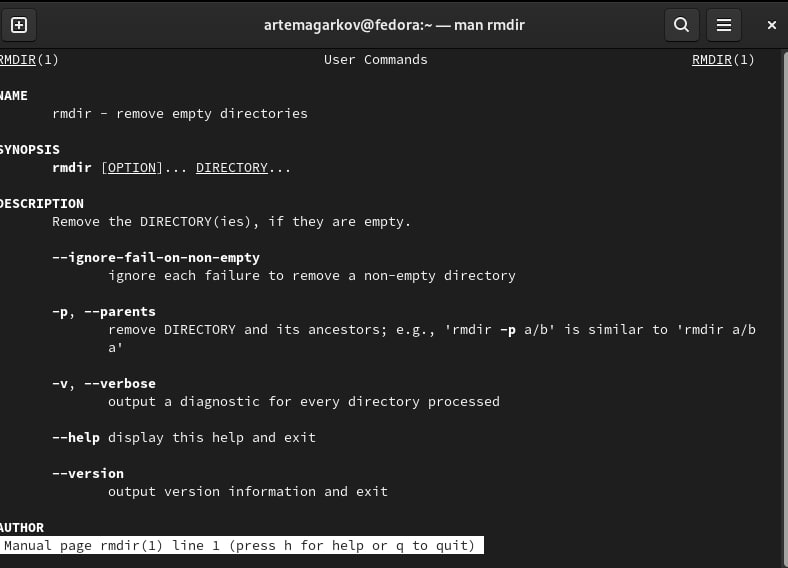 artemagarkov@fedora:~ — man rmdir
RMDIR(1) User Commands RMDIR(1)
NAME
rmdir - remove empty directories
SYNOPSIS
rmdir [OPTION]... DIRECTORY...
DESCRIPTION
Remove the DIRECTORY(ies), if they are empty.
--ignore-fail-on-non-empty
ignore each failure to remove a non-empty directory
-p, --parents
remove DIRECTORY and its ancestors; e.g., 'rmdir -p a/b' is similar to 'rmdir a/b
a'
-v, --verbose
output a diagnostic for every directory processed
--help display this help and exit
--version
output version information and exit
AUTHOR
Manual page rmdir(1) line 1 (press h for help or q to quit)